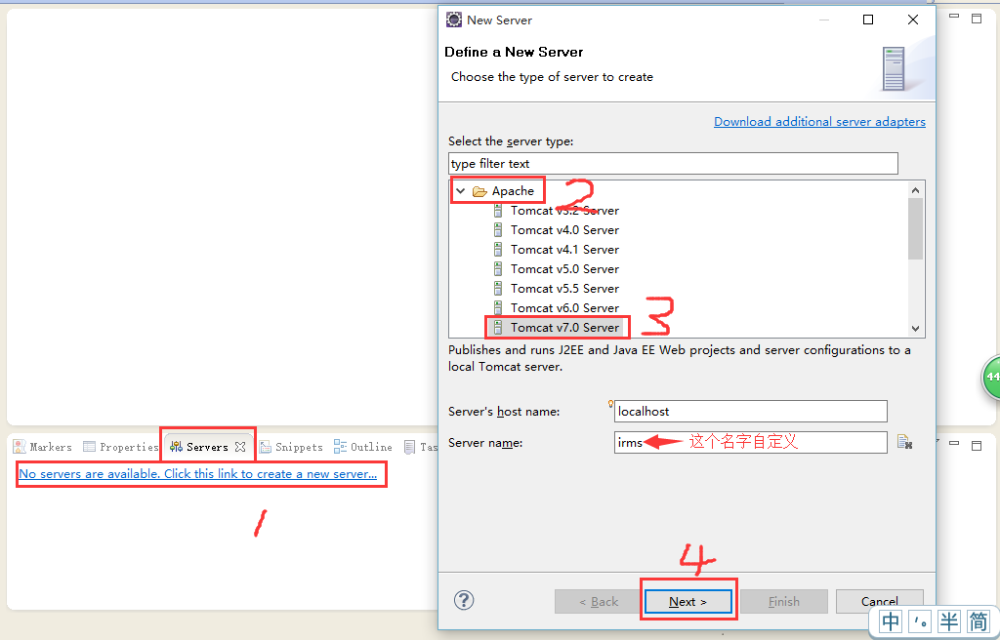 New Server
Define a New Server
Choose the type of server to create
Download additional server adapters
Select the server type:
type filter text
Apache
2
Tomcat v3.2 Server
Tomcat v4.0 Server
Tomcat v4.1 Server
Tomcat v5.0 Server
Tomcat v5.5 Server
Tomcat v6.0 Server
Tomcat v7.0 Server
3
Publishes and runs J2EE and Java EE Web projects and server configurations to a
local Tomcat server.
Server's host name:
localhost
Server name:
irms
这个名字自定义
4
< Back
Next >
Finish
Cancel
Markers
Properties
Servers
Snippets
Outline
Tas
No servers are available. Click this link to create a new server...
1
44
中 ‘。 半 简